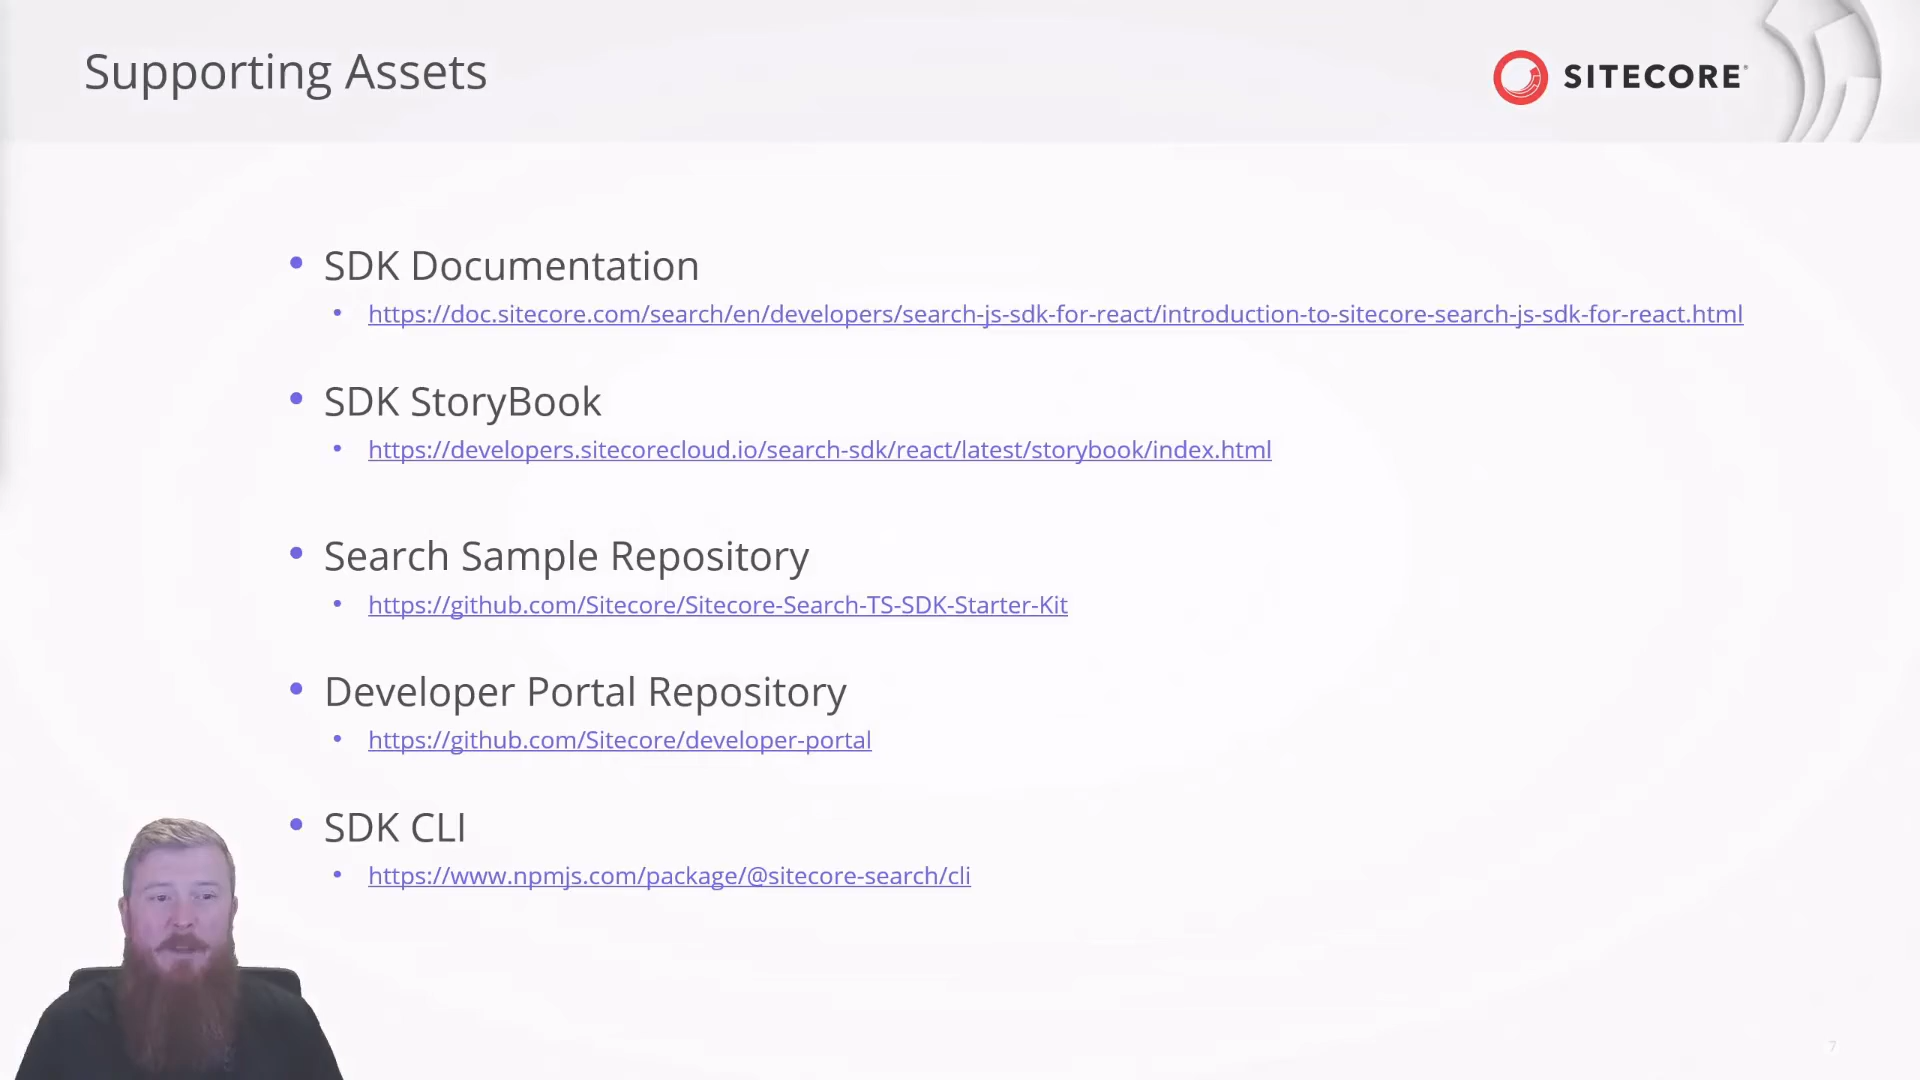 Supporting Assets
SITECORE
SDK Documentation
https://doc.sitecore.com/search/en/developers/search-js-sdk-for-react/introduction-to-sitecore-search-js-sdk-for-react.html
SDK StoryBook
https://developers.sitecorecloud.io/search-sdk/react/latest/storybook/index.html
Search Sample Repository
https://github.com/Sitecore/Sitecore-Search-TS-SDK-Starter-Kit
Developer Portal Repository
https://github.com/Sitecore/developer-portal
SDK CLI
https://www.npmjs.com/package/@sitecore-search/cli
7